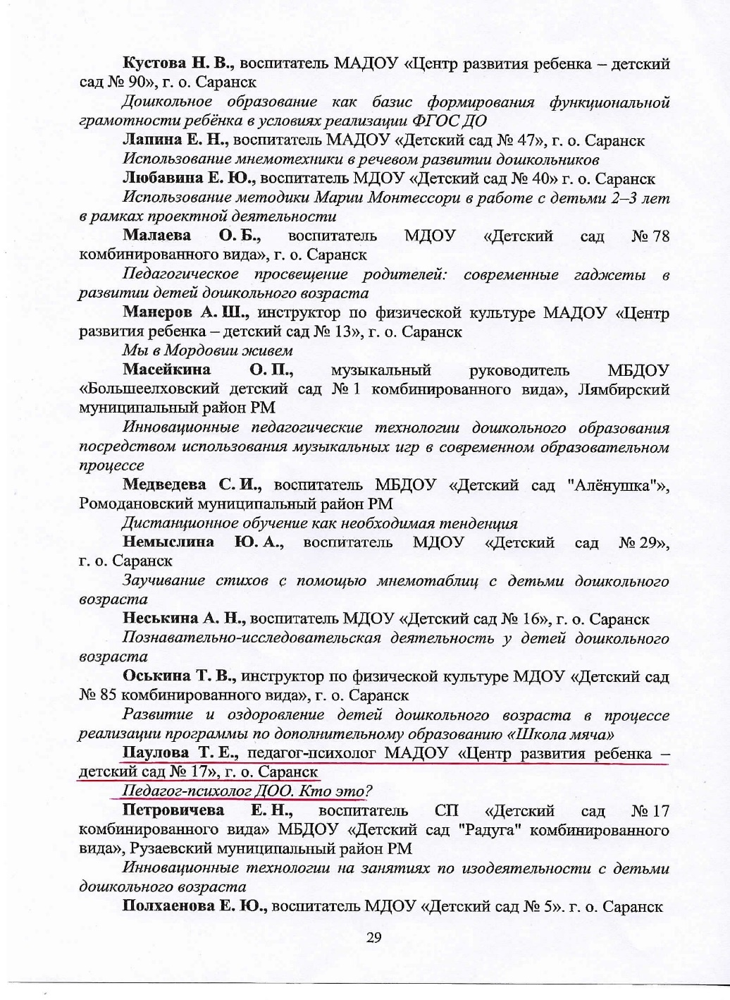 Кустова Н. В., воспитатель МАДОУ «Центр развития ребенка – детский
сад № 90», г. о. Саранск
Дошкольное образование как базис формирования функциональной
грамотности ребёнка в условиях реализации ФГОС ДО
Лапина Е. Н., воспитатель МАДОУ «Детский сад № 47», г. о. Саранск
Использование мнемотехники в речевом развитии дошкольников
Любавина Е. Ю., воспитатель МДОУ «Детский сад № 40» г. о. Саранск
Использование методики Марии Монтессори в работе с детьми 2–3 лет
в рамках проектной деятельности
Малаева О. Б., воспитатель МДОУ «Детский сад № 78
комбинированного вида», г. о. Саранск
Педагогическое просвещение родителей: современные гаджеты в
развитии детей дошкольного возраста
Манеров А. Ш., инструктор по физической культуре МАДОУ «Центр
развития ребенка – детский сад № 13», г. о. Саранск
Мы в Мордовии живем
Масейкина О. П., музыкальный руководитель МБДОУ
«Большеелховский детский сад № 1 комбинированного вида», Лямбирский
муниципальный район РМ
Инновационные педагогические технологии дошкольного образования
посредством использования музыкальных игр в современном образовательном
процессе
Медведева С. И., воспитатель МБДОУ «Детский сад "Алёнушка"»,
Ромодановский муниципальный район РМ
Дистанционное обучение как необходимая тенденция
Немыслина Ю. А., воспитатель МДОУ «Детский сад № 29»,
г. о. Саранск
Заучивание стихов с помощью мнемотаблиц с детьми дошкольного
возраста
Неськина А. Н., воспитатель МДОУ «Детский сад № 16», г. о. Саранск
Познавательно-исследовательская деятельность у детей дошкольного
возраста
Оськина Т. В., инструктор по физической культуре МДОУ «Детский сад
№ 85 комбинированного вида», г. о. Саранск
Развитие и оздоровление детей дошкольного возраста в процессе
реализации программы по дополнительному образованию «Школа мяча»
Паулова Т. Е., педагог-психолог МАДОУ «Центр развития ребенка –
детский сад № 17», г. о. Саранск
Педагог-психолог ДОО. Кто это?
Петровичева Е. Н., воспитатель СП «Детский сад № 17
комбинированного вида» МБДОУ «Детский сад "Радуга" комбинированного
вида», Рузаевский муниципальный район РМ
Инновационные технологии на занятиях по изодеятельности с детьми
дошкольного возраста
Полхаенова Е. Ю., воспитатель МДОУ «Детский сад № 5». г. о. Саранск
29